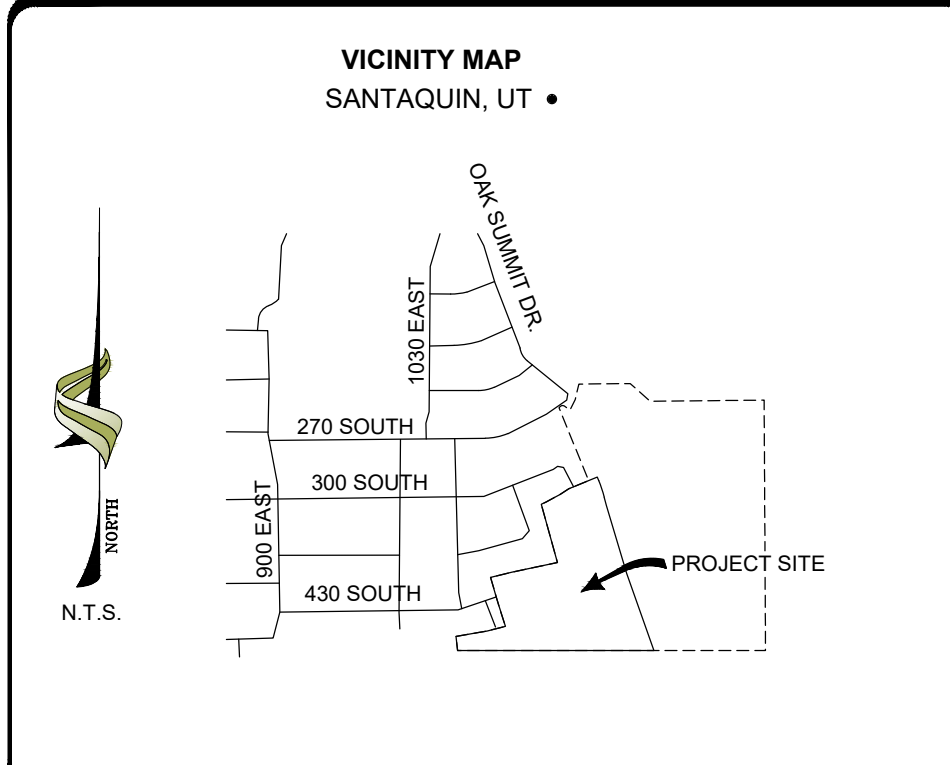 VICINITY MAP
SANTAQUIN, UT •
OAK SUMMIT DR.
1030 EAST
270 SOUTH
300 SOUTH
900 EAST
NORTH
PROJECT SITE
430 SOUTH
N.T.S.